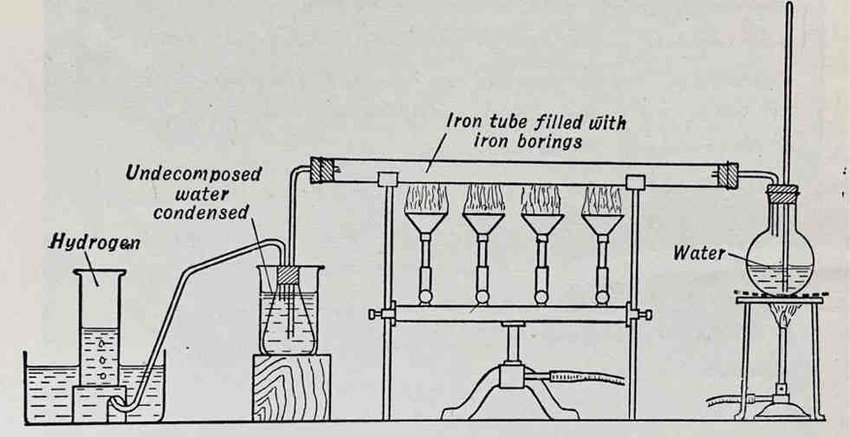 Iron tube filled with
iron borings
Undecomposed
water
condensed
Hydrogen
Water